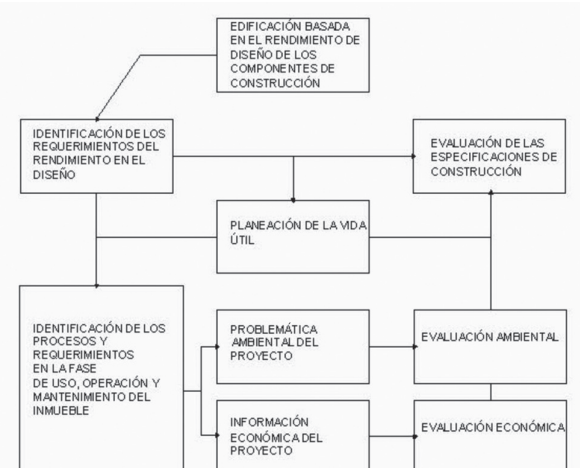 EDIFICACIÓN BASADA
EN EL RENDIMIENTO DE
DISEÑO DE LOS
COMPONENTES DE
CONSTRUCCIÓN
IDENTIFICACIÓN DE LOS
REQUERIMIENTOS DEL
RENDIMIENTO EN EL
DISEÑO
EVALUACIÓN DE LAS
ESPECIFICACIONES DE
CONSTRUCCIÓN
PLANEACIÓN DE LA VIDA
ÚTIL
IDENTIFICACIÓN DE LOS
PROCESOS Y
REQUERIMIENTOS
EN LA FASE
DE USO, OPERACIÓN Y
MANTENIMIENTO DEL
INMUEBLE
PROBLEMÁTICA
AMBIENTAL DEL
PROYECTO
EVALUACIÓN AMBIENTAL
INFORMACIÓN
ECONÓMICA DEL
PROYECTO
EVALUACIÓN ECONÓMICA